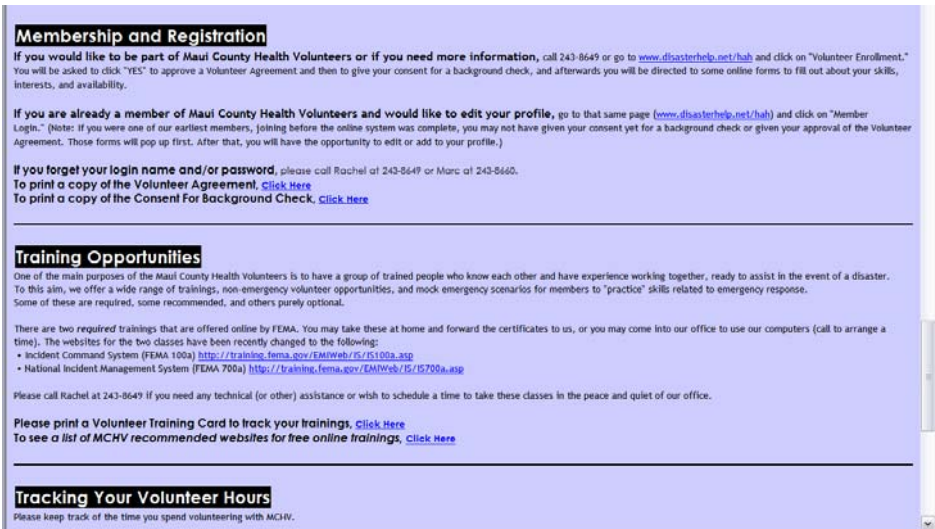 Membership and Registration
If you would like to be part of Maui County Health Volunteers or if you need more information, call 243-8649 or go to www.disasterhelp.net/hah and click on "Volunteer Enrollment."
You will be asked to click "YES" to approve a Volunteer Agreement and then to give your consent for a background check, and afterwards you will be directed to some online forms to fill out about your skills,
interests, and availability.
If you are already a member of Maui County Health Volunteers and would like to edit your profile, go to that same page (www.disasterhelp.net/hah) and click on "Member
Login." (Note: If you were one of our earliest members, joining before the online system was complete, you may not have given your consent yet for a background check or given your approval of the Volunteer
Agreement. Those forms will pop up first. After that, you will have the opportunity to edit or add to your profile.)
If you forget your login name and/or password, please call Rachel at 243-8649 or Marc at 243-8660.
To print a copy of the Volunteer Agreement, Click Here
To print a copy of the Consent For Background Check, Click Here
Training Opportunities
One of the main purposes of the Maui County Health Volunteers is to have a group of trained people who know each other and have experience working together, ready to assist in the event of a disaster.
To this aim, we offer a wide range of trainings, non-emergency volunteer opportunities, and mock emergency scenarios for members to "practice" skills related to emergency response.
Some of these are required, some recommended, and others purely optional.
There are two required trainings that are offered online by FEMA. You may take these at home and forward the certificates to us, or you may come into our office to use our computers (call to arrange a
time). The websites for the two classes have been recently changed to the following:
• Incident Command System (FEMA 100a) http://training.fema.gov/EMIWeb/IS/IS100a.asp
• National Incident Management System (FEMA 700a) http://training.fema.gov/EMIWeb/IS/IS700a.asp
Please call Rachel at 243-8649 if you need any technical (or other) assistance or wish to schedule a time to take these classes in the peace and quiet of our office.
Please print a Volunteer Training Card to track your trainings, Click Here
To see a list of MCHV recommended websites for free online trainings, Click Here
Tracking Your Volunteer Hours
Please keep track of the time you spend volunteering with MCHV.